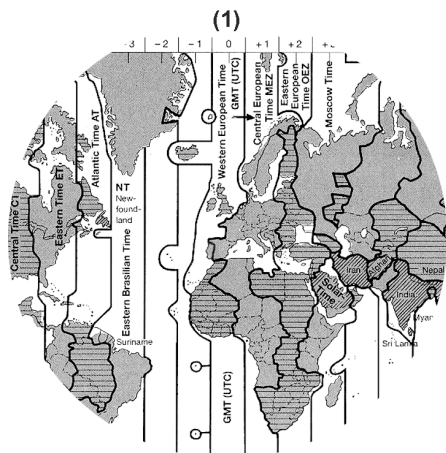 (1)
-3 -2 -1 0 +1 +2
Central Time CT
Eastern Time ET
Atlantic Time AT
NT
New-
found-
land
Eastern Brasilian Time
Suriname
Western European Time
GMT (UTC)
Central European
Time MEZ
Eastern
European
Time OEZ
Moscow Time
GMT (UTC)
Solar
Time
Iran
Afghan
Nepal
India
Myan
Sri Lanka